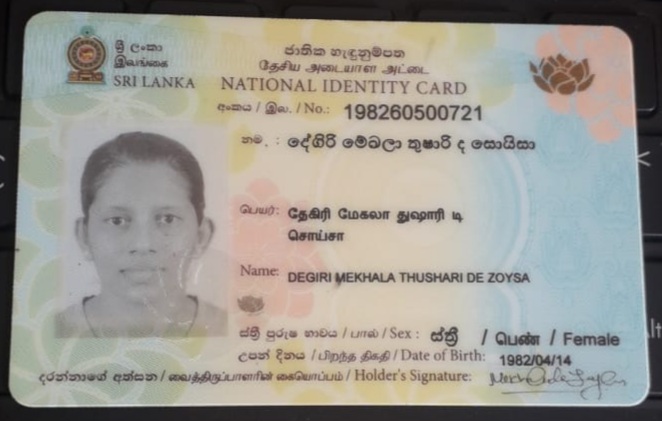 ශ්‍රී ලංකා
இலங்கை
SRI LANKA
ජාතික හැඳුනුම්පත
தேசிய அடையாள அட்டை
NATIONAL IDENTITY CARD
අංකය / இல. / No.: 198260500721
නම. : දේගිරි මේඛලා තුෂාරි ද සොයිසා
பெயர்: தேகிரி மேகலா துஷாரி டி
சொய்சா
Name: DEGIRI MEKHALA THUSHARI DE ZOYSA
ස්ත්‍රී පුරුෂ භාවය / பால் / Sex : ස්ත්‍රී / பெண் / Female
උපන් දිනය / பிறந்த திகதி / Date of Birth: 1982/04/14
දරන්නාගේ අත්සන / வைத்திருப்பாளரின் கையொப்பம் / Holder's Signature: